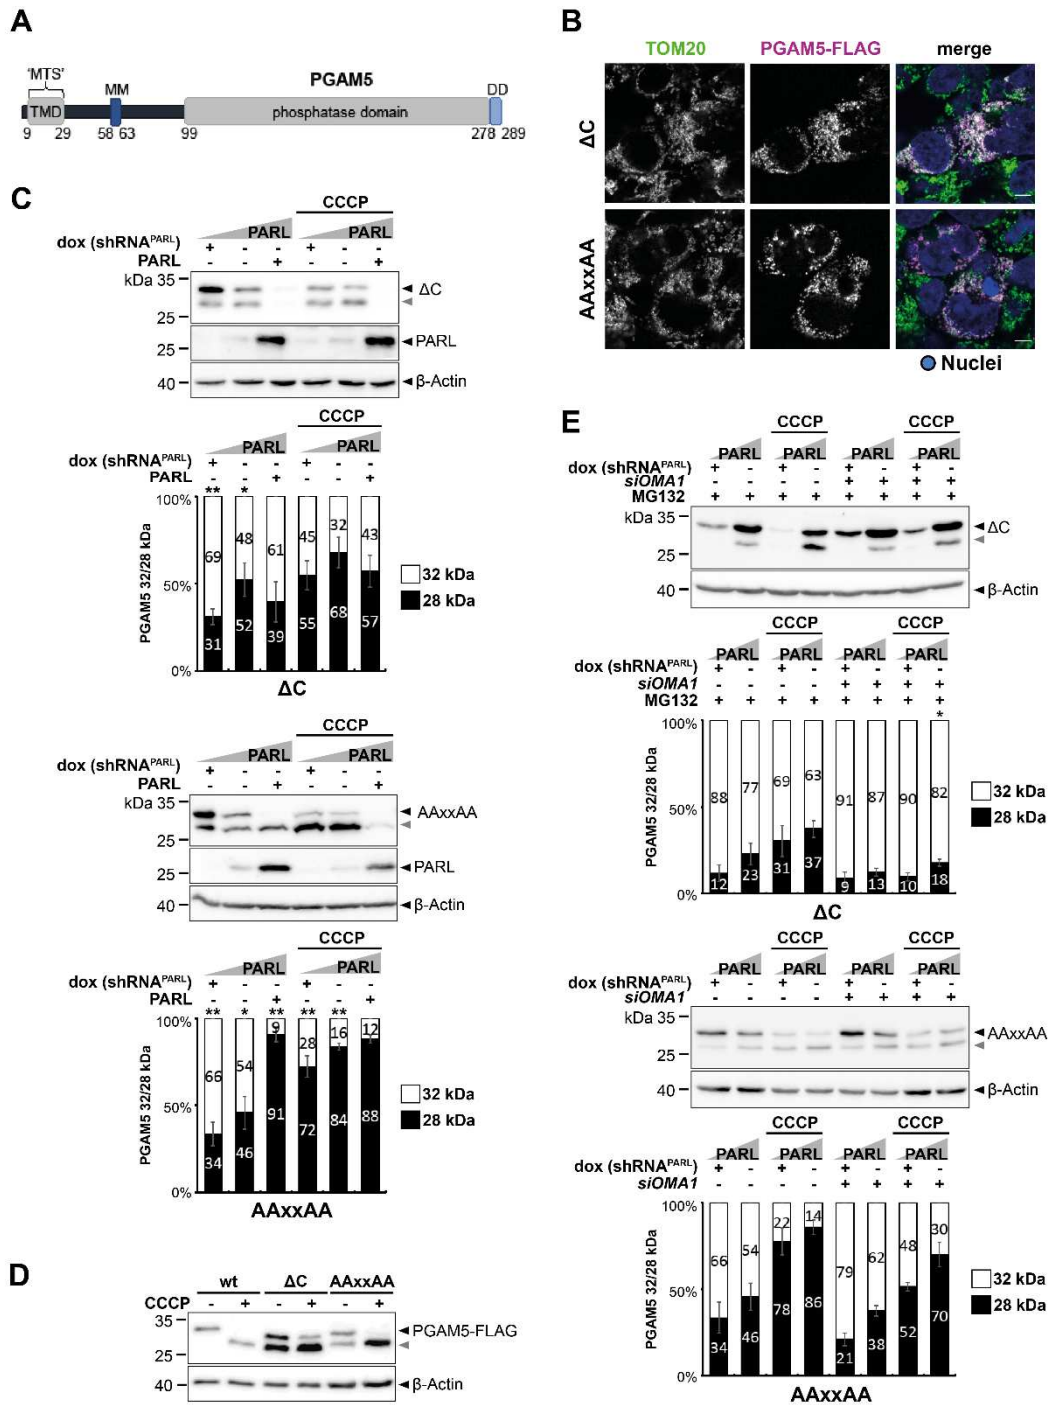 A
'MTS'
MM
PGAM5
DD
TMD
phosphatase domain
9 29 58 63 99 278 289
B
TOM20 PGAM5-FLAG merge
ΔC
AAxxAA
Nuclei
C
CCCP
PARL PARL
dox (shRNAPARL) + - - + - -
PARL - - + - - +
kDa 35
25
ΔC
25
PARL
40
β-Actin
CCCP
PARL PARL
dox (shRNAPARL) + - - + - -
PARL - - + - - +
** *
100%
50%
0%
PGAM5 32/28 kDa
69 48 61 45 32 43
31 52 39 55 68 57
32 kDa
28 kDa
ΔC
CCCP
PARL PARL
dox (shRNAPARL) + - - + - -
PARL - - + - - +
kDa 35
25
AAxxAA
25
PARL
40
β-Actin
CCCP
PARL PARL
dox (shRNAPARL) + - - + - -
PARL - - + - - +
** * ** ** **
100%
50%
0%
PGAM5 32/28 kDa
66 54 9 28 16 12
34 46 91 72 84 88
32 kDa
28 kDa
AAxxAA
D
wt ΔC AAxxAA
CCCP - + - + - +
35
25
PGAM5-FLAG
40
β-Actin
E
CCCP CCCP
PARL PARL PARL PARL
dox (shRNAPARL) + - + - + - + -
siOMA1 - - - - + + + +
MG132 + + + + + + + +
kDa 35
25
ΔC
40
β-Actin
CCCP CCCP
PARL PARL PARL PARL
dox (shRNAPARL) + - + - + - + -
siOMA1 - - - - + + + +
MG132 + + + + + + + +
*
100%
50%
0%
PGAM5 32/28 kDa
88 77 69 63 91 87 90 82
12 23 31 37 9 13 10 18
32 kDa
28 kDa
ΔC
CCCP CCCP
PARL PARL PARL PARL
dox (shRNAPARL) + - + - + - + -
siOMA1 - - - - + + + +
kDa 35
25
AAxxAA
40
β-Actin
CCCP CCCP
PARL PARL PARL PARL
dox (shRNAPARL) + - + - + - + -
siOMA1 - - - - + + + +
100%
50%
0%
PGAM5 32/28 kDa
66 54 22 14 79 62 48 30
34 46 78 86 21 38 52 70
32 kDa
28 kDa
AAxxAA